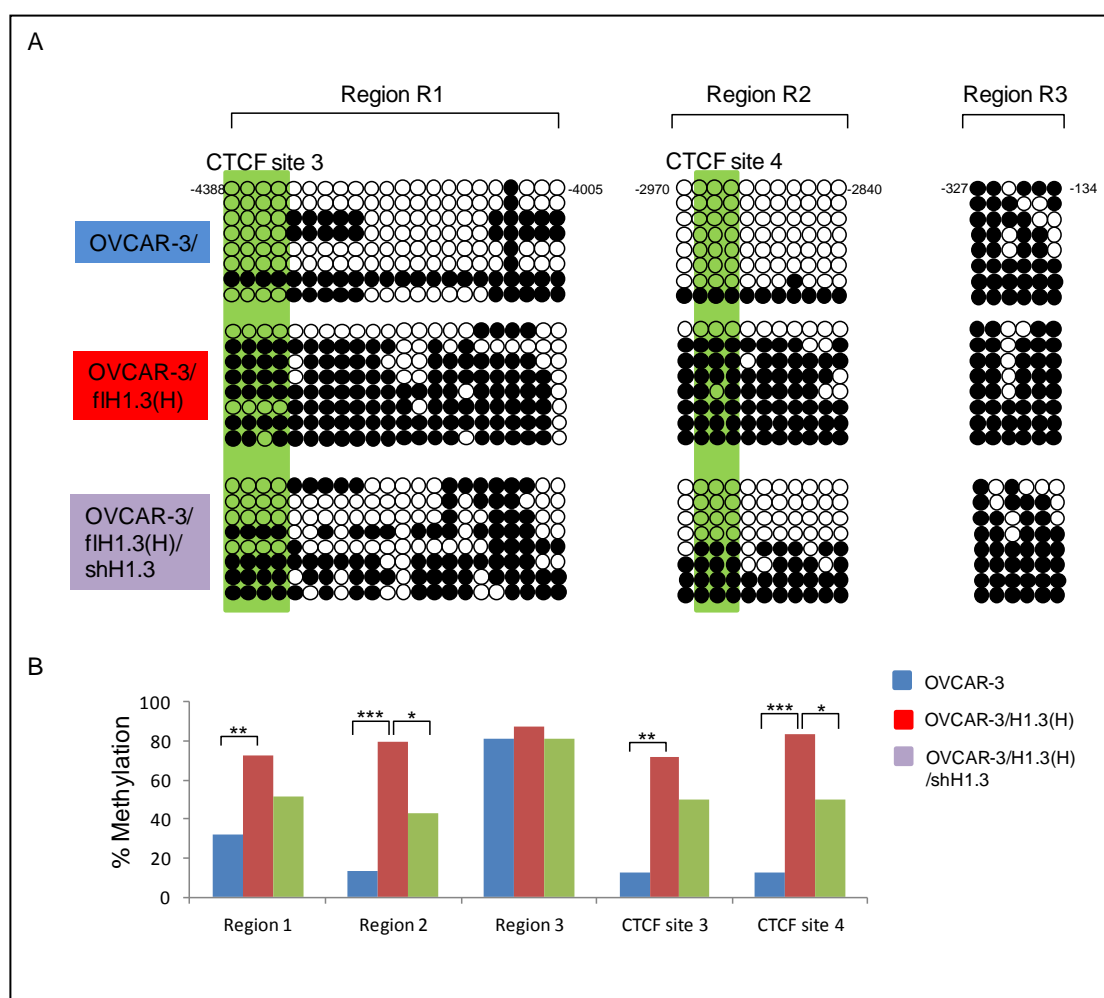 A
Region R1
Region R2
Region R3
CTCF site 3
CTCF site 4
-4388
-4005
-2970
-2840
-327
-134
OVCAR-3/
OVCAR-3/
flH1.3(H)
OVCAR-3/
flH1.3(H)/
shH1.3
B
% Methylation
100
80
60
40
20
0
**
***
*
**
***
*
Region 1
Region 2
Region 3
CTCF site 3
CTCF site 4
OVCAR-3
OVCAR-3/H1.3(H)
OVCAR-3/H1.3(H)
/shH1.3